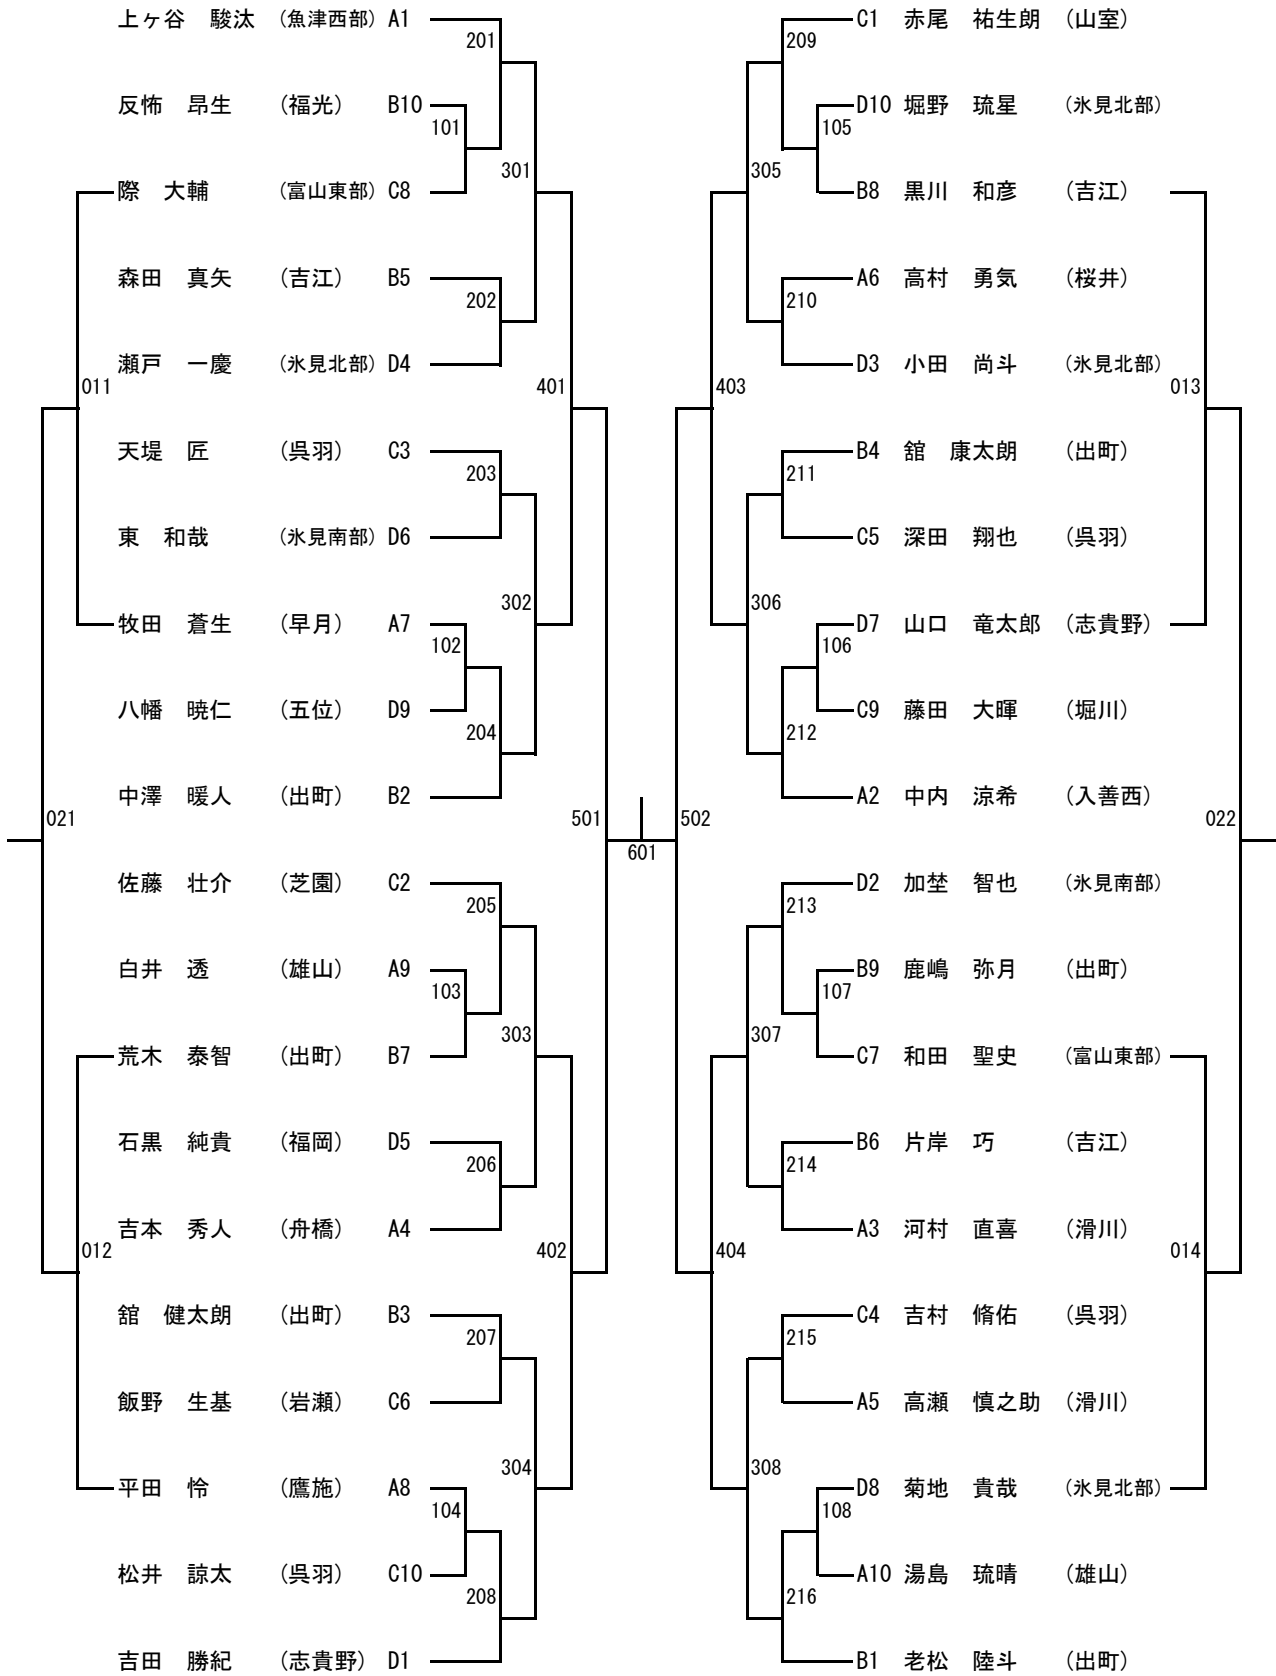 上ヶ谷　駿汰 (魚津西部) A1
201
反怖　昂生 (福光) B10
101
際　大輔 (富山東部) C8
301
森田　真矢 (吉江) B5
202
瀬戸　一慶 (氷見北部) D4
011
401
天堤　匠 (呉羽) C3
203
東　和哉 (氷見南部) D6
302
牧田　蒼生 (早月) A7
102
八幡　暁仁 (五位) D9
204
中澤　暖人 (出町) B2
021
501
601
佐藤　壮介 (芝園) C2
205
白井　透 (雄山) A9
103
荒木　泰智 (出町) B7
303
石黒　純貴 (福岡) D5
206
吉本　秀人 (舟橋) A4
012
402
舘　健太朗 (出町) B3
207
飯野　生基 (岩瀬) C6
304
平田　怜 (鷹施) A8
104
松井　諒太 (呉羽) C10
208
吉田　勝紀 (志貴野) D1
C1 赤尾　祐生朗 (山室)
209
D10 堀野　琉星 (氷見北部)
105
305
B8 黒川　和彦 (吉江)
A6 高村　勇気 (桜井)
210
D3 小田　尚斗 (氷見北部)
403
013
B4 舘　康太朗 (出町)
211
C5 深田　翔也 (呉羽)
306
D7 山口　竜太郎 (志貴野)
106
C9 藤田　大暉 (堀川)
212
A2 中内　涼希 (入善西)
502
022
D2 加埜　智也 (氷見南部)
213
B9 鹿嶋　弥月 (出町)
107
307
C7 和田　聖史 (富山東部)
B6 片岸　巧 (吉江)
214
A3 河村　直喜 (滑川)
404
014
C4 吉村　脩佑 (呉羽)
215
A5 高瀬　慎之助 (滑川)
308
D8 菊地　貴哉 (氷見北部)
108
A10 湯島　琉晴 (雄山)
216
B1 老松　陸斗 (出町)